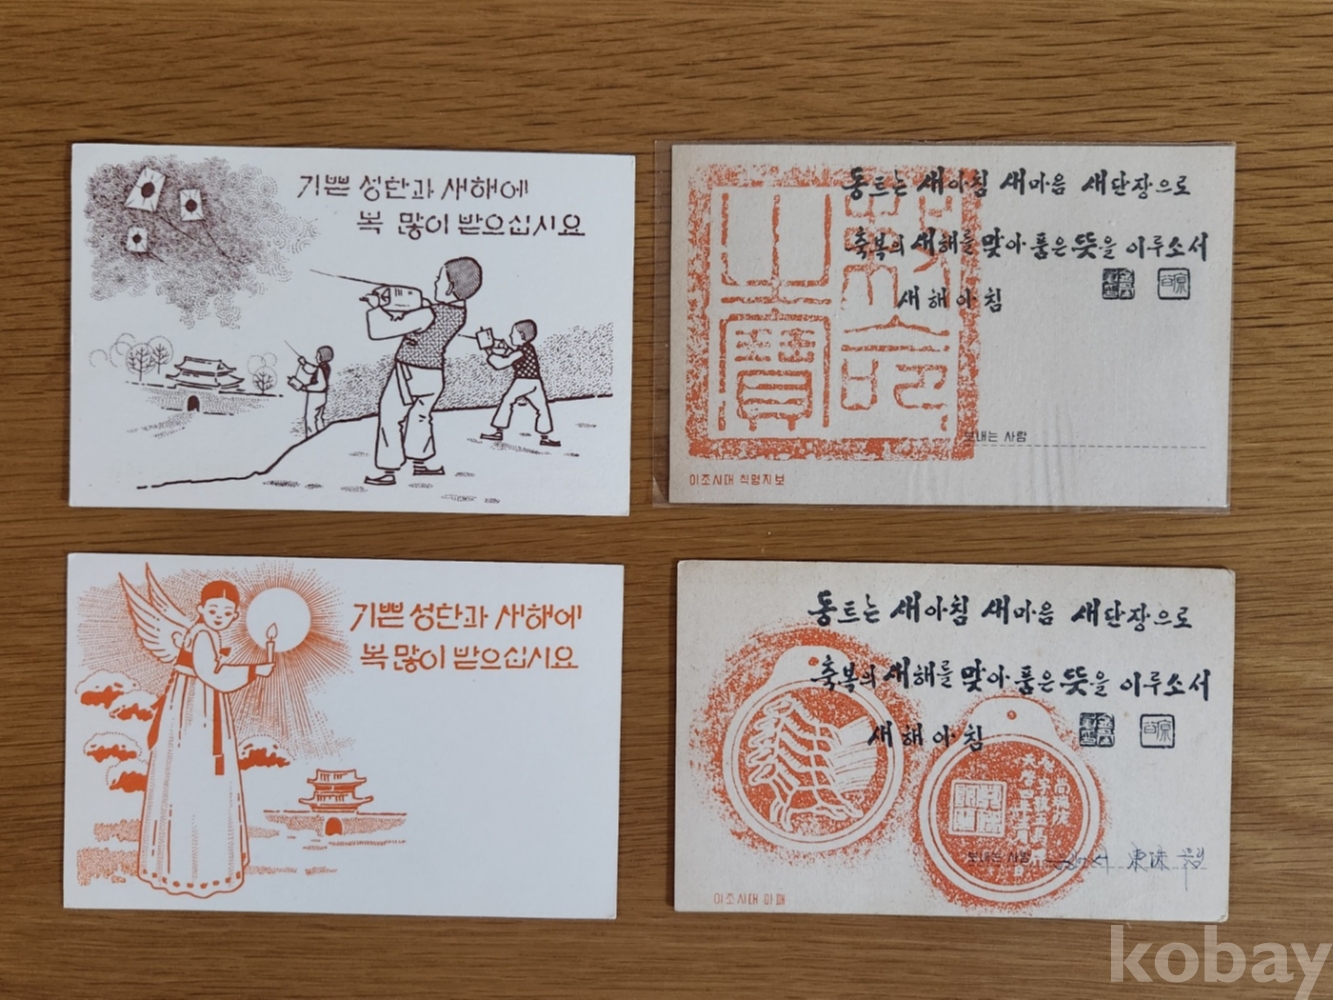 기쁜 성탄과 새해에
복 많이 받으십시요
동트는 새아침 새마음 새단장으로
축복의 새해를 맞아 품은 뜻을 이루소서
새해아침
보내는 사람
이조시대 칙명지보
기쁜 성탄과 새해에
복 많이 받으십시요
동트는 새아침 새마음 새단장으로
축복의 새해를 맞아 품은 뜻을 이루소서
새해아침
보내는 사람
이조시대 마패
kobay